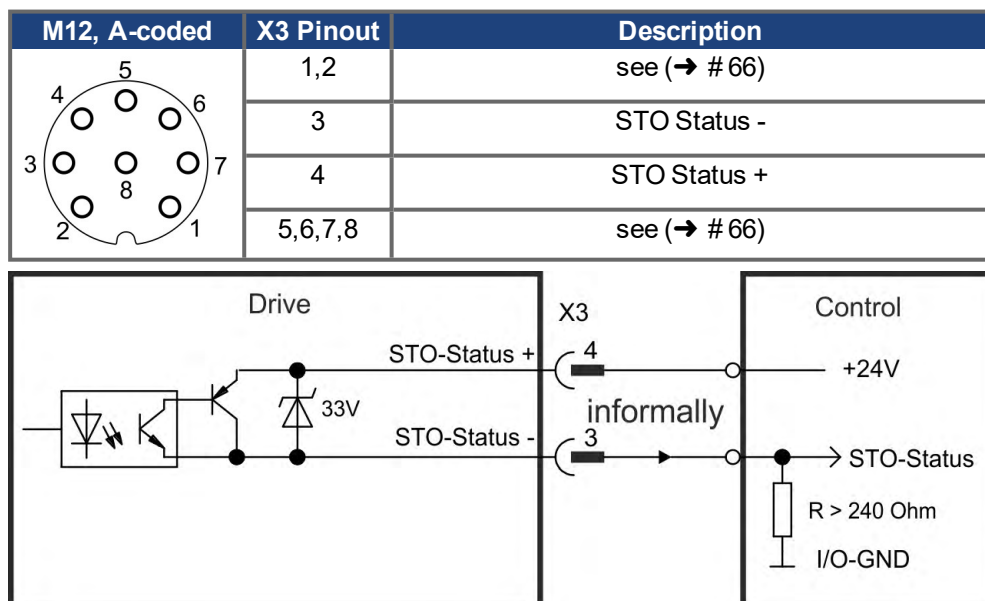 M12, A-coded X3 Pinout Description
5
4 6
3 7
8
2 1
1,2 see (➜ # 66)
3 STO Status -
4 STO Status +
5,6,7,8 see (➜ # 66)
Drive X3 Control
STO-Status + 4 +24V
33V informally
STO-Status - 3 STO-Status
R > 240 Ohm
I/O-GND